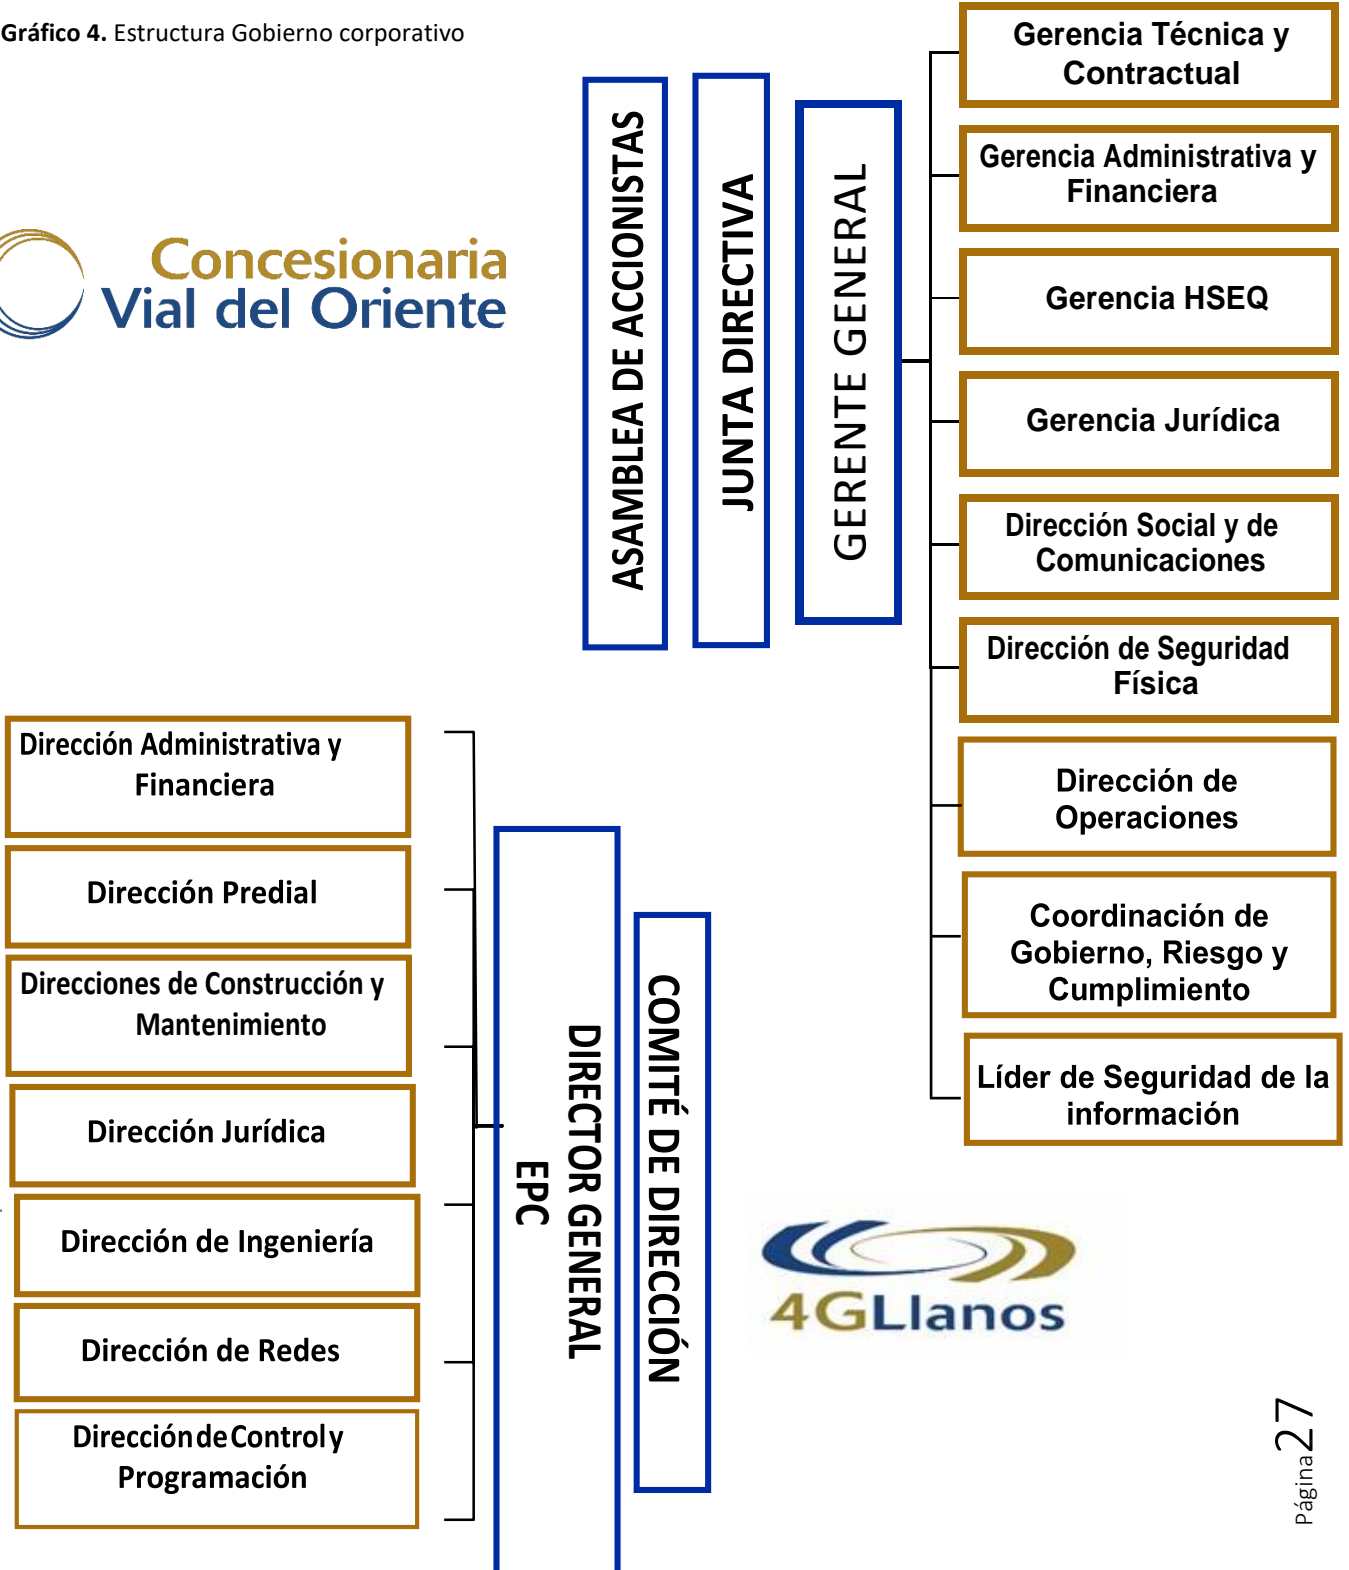 Gráfico 4. Estructura Gobierno corporativo
Concesionaria
Vial del Oriente
ASAMBLEA DE ACCIONISTAS
JUNTA DIRECTIVA
GERENTE GENERAL
Gerencia Técnica y
Contractual
Gerencia Administrativa y
Financiera
Gerencia HSEQ
Gerencia Jurídica
Dirección Social y de
Comunicaciones
Dirección de Seguridad
Física
Dirección de
Operaciones
Coordinación de
Gobierno, Riesgo y
Cumplimiento
Líder de Seguridad de la
información
Dirección Administrativa y
Financiera
Dirección Predial
Direcciones de Construcción y
Mantenimiento
Dirección Jurídica
Dirección de Ingeniería
Dirección de Redes
Dirección de Control y
Programación
DIRECTOR GENERAL
EPC
COMITÉ DE DIRECCIÓN
4GLlanos
Página27